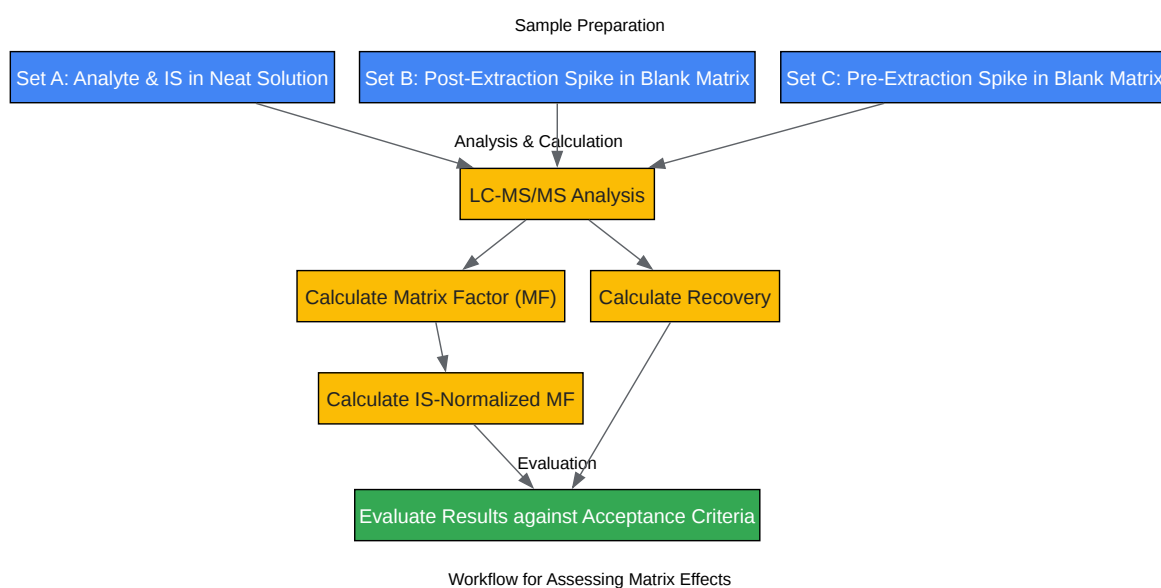 Sample Preparation
Set A: Analyte & IS in Neat Solution
Set B: Post-Extraction Spike in Blank Matrix
Set C: Pre-Extraction Spike in Blank Matrix
Analysis & Calculation
LC-MS/MS Analysis
Calculate Matrix Factor (MF)
Calculate Recovery
Calculate IS-Normalized MF
Evaluation
Evaluate Results against Acceptance Criteria
Workflow for Assessing Matrix Effects